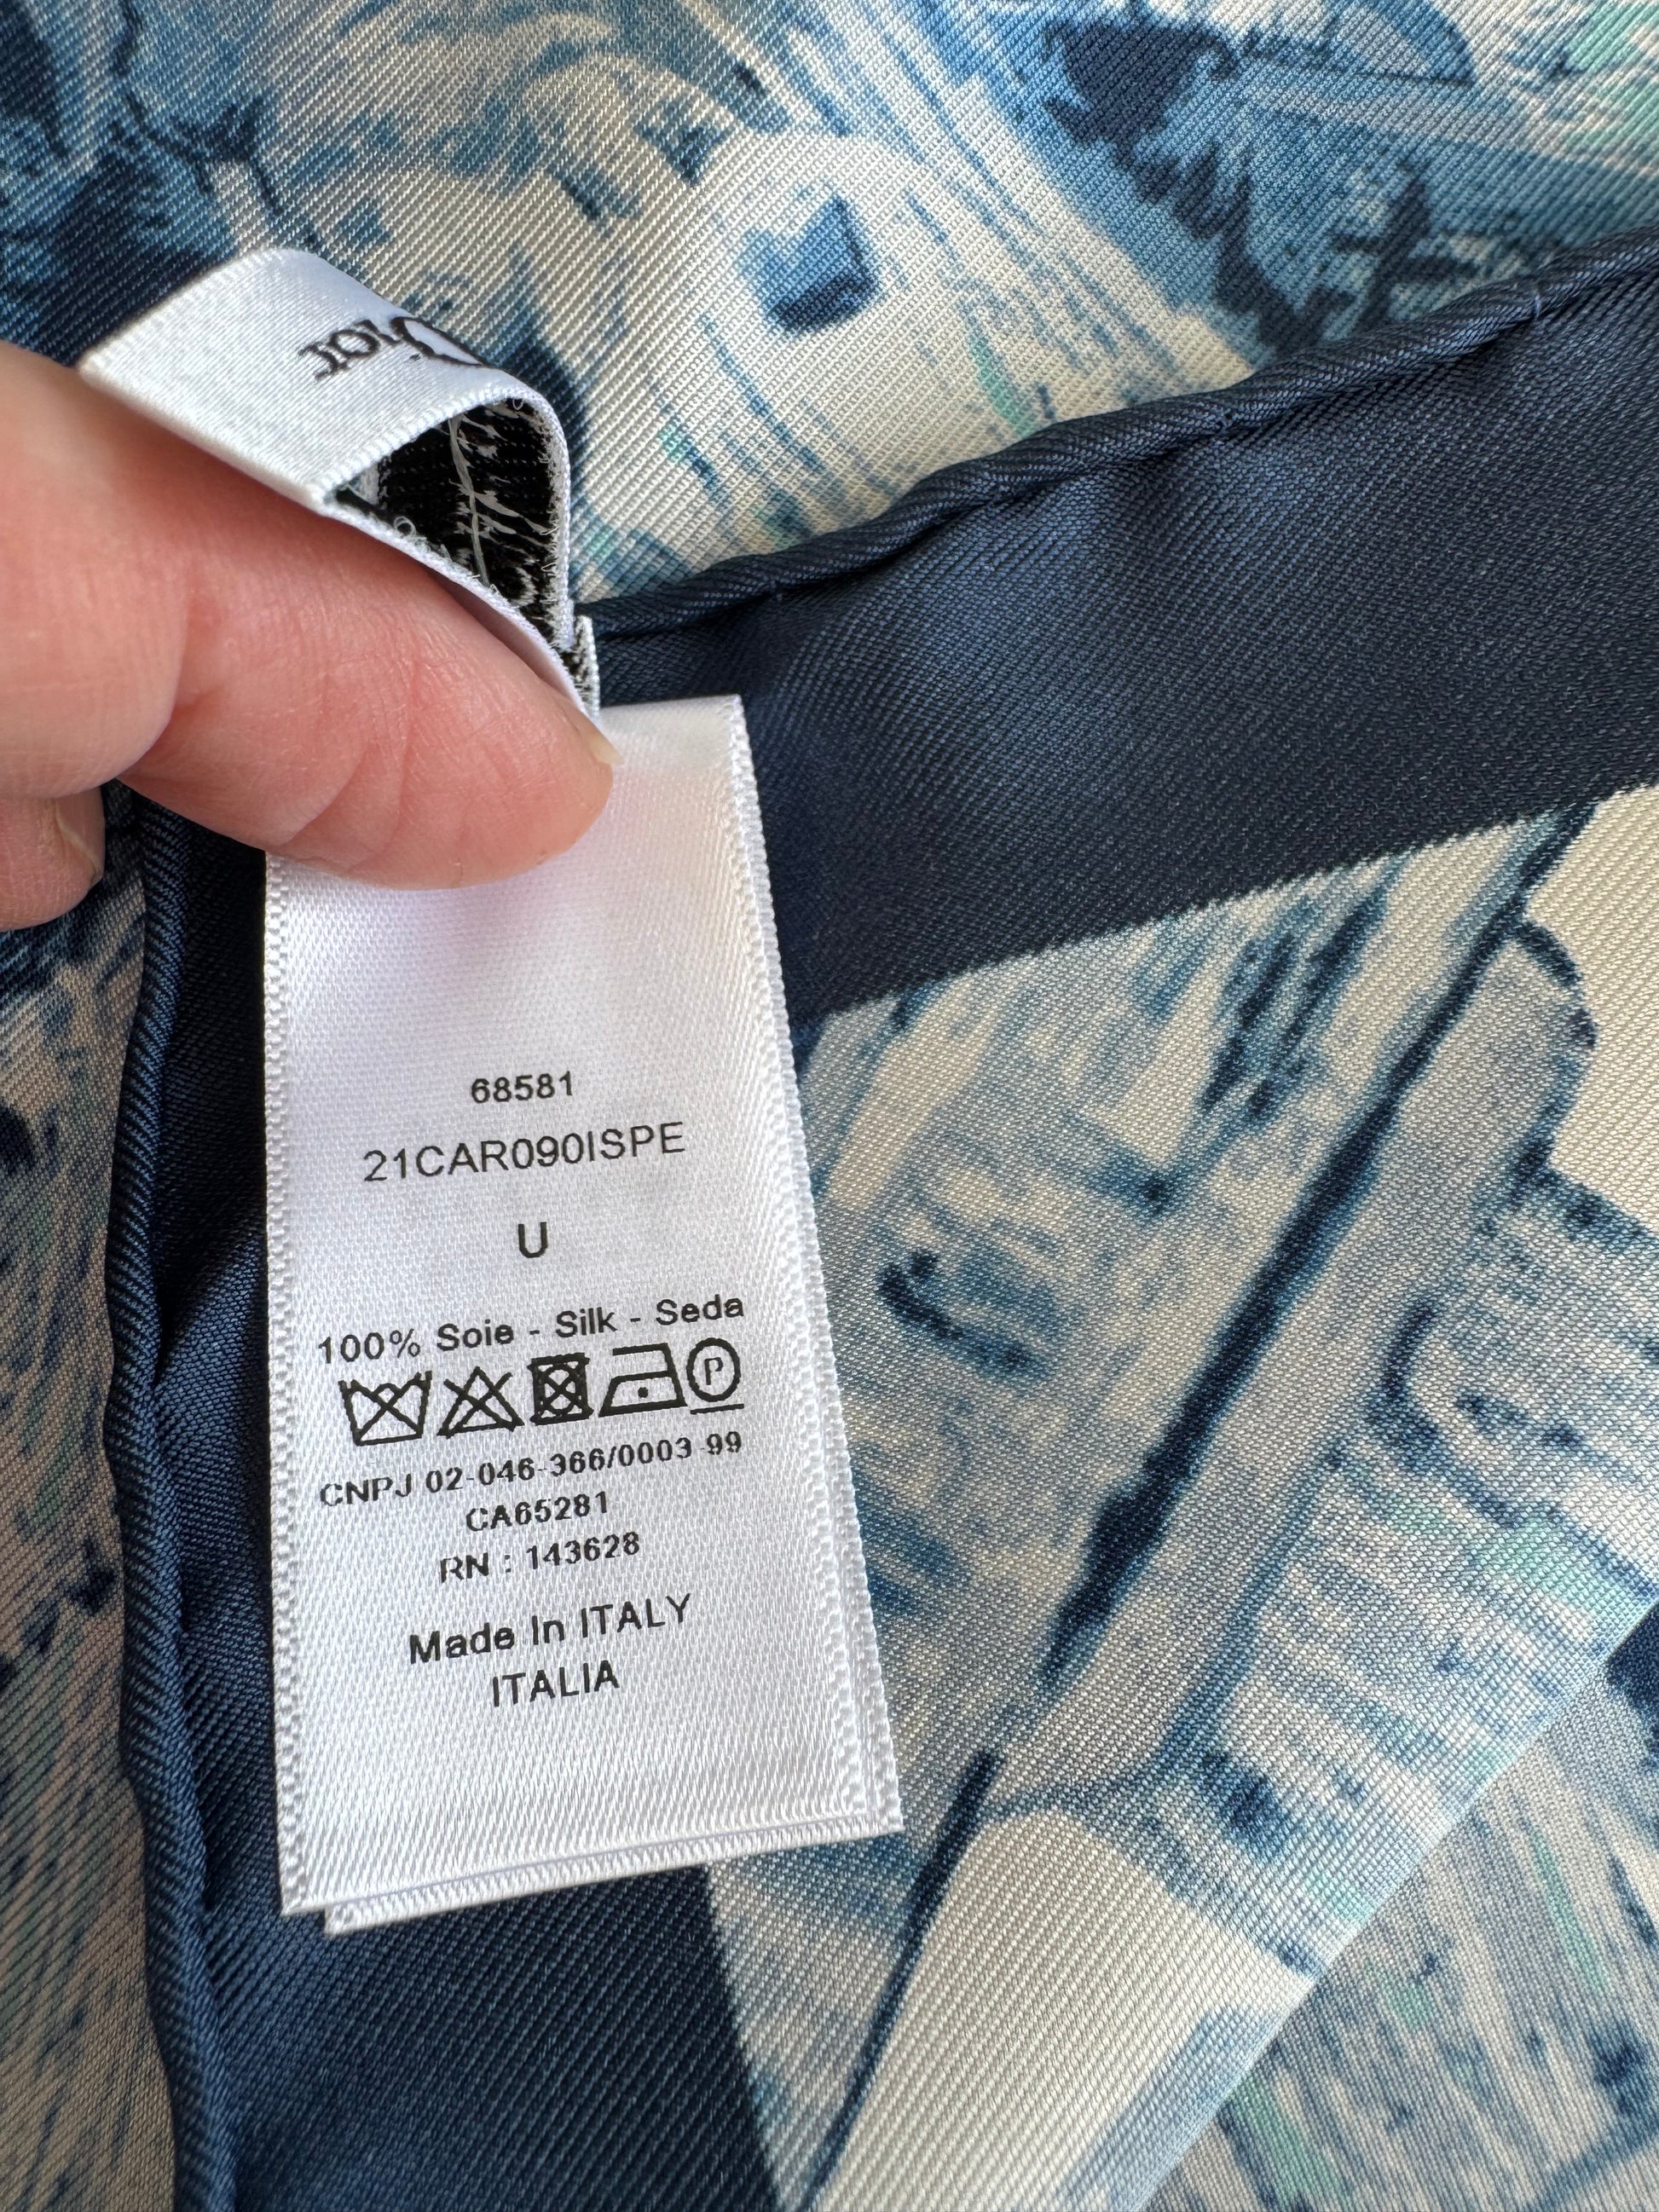 Dior
68581
21CAR090ISPE
U
100% Soie - Silk - Seda
P
CNPJ 02-046-366/0003-99
CA65281
RN : 143628
Made In ITALY
ITALIA